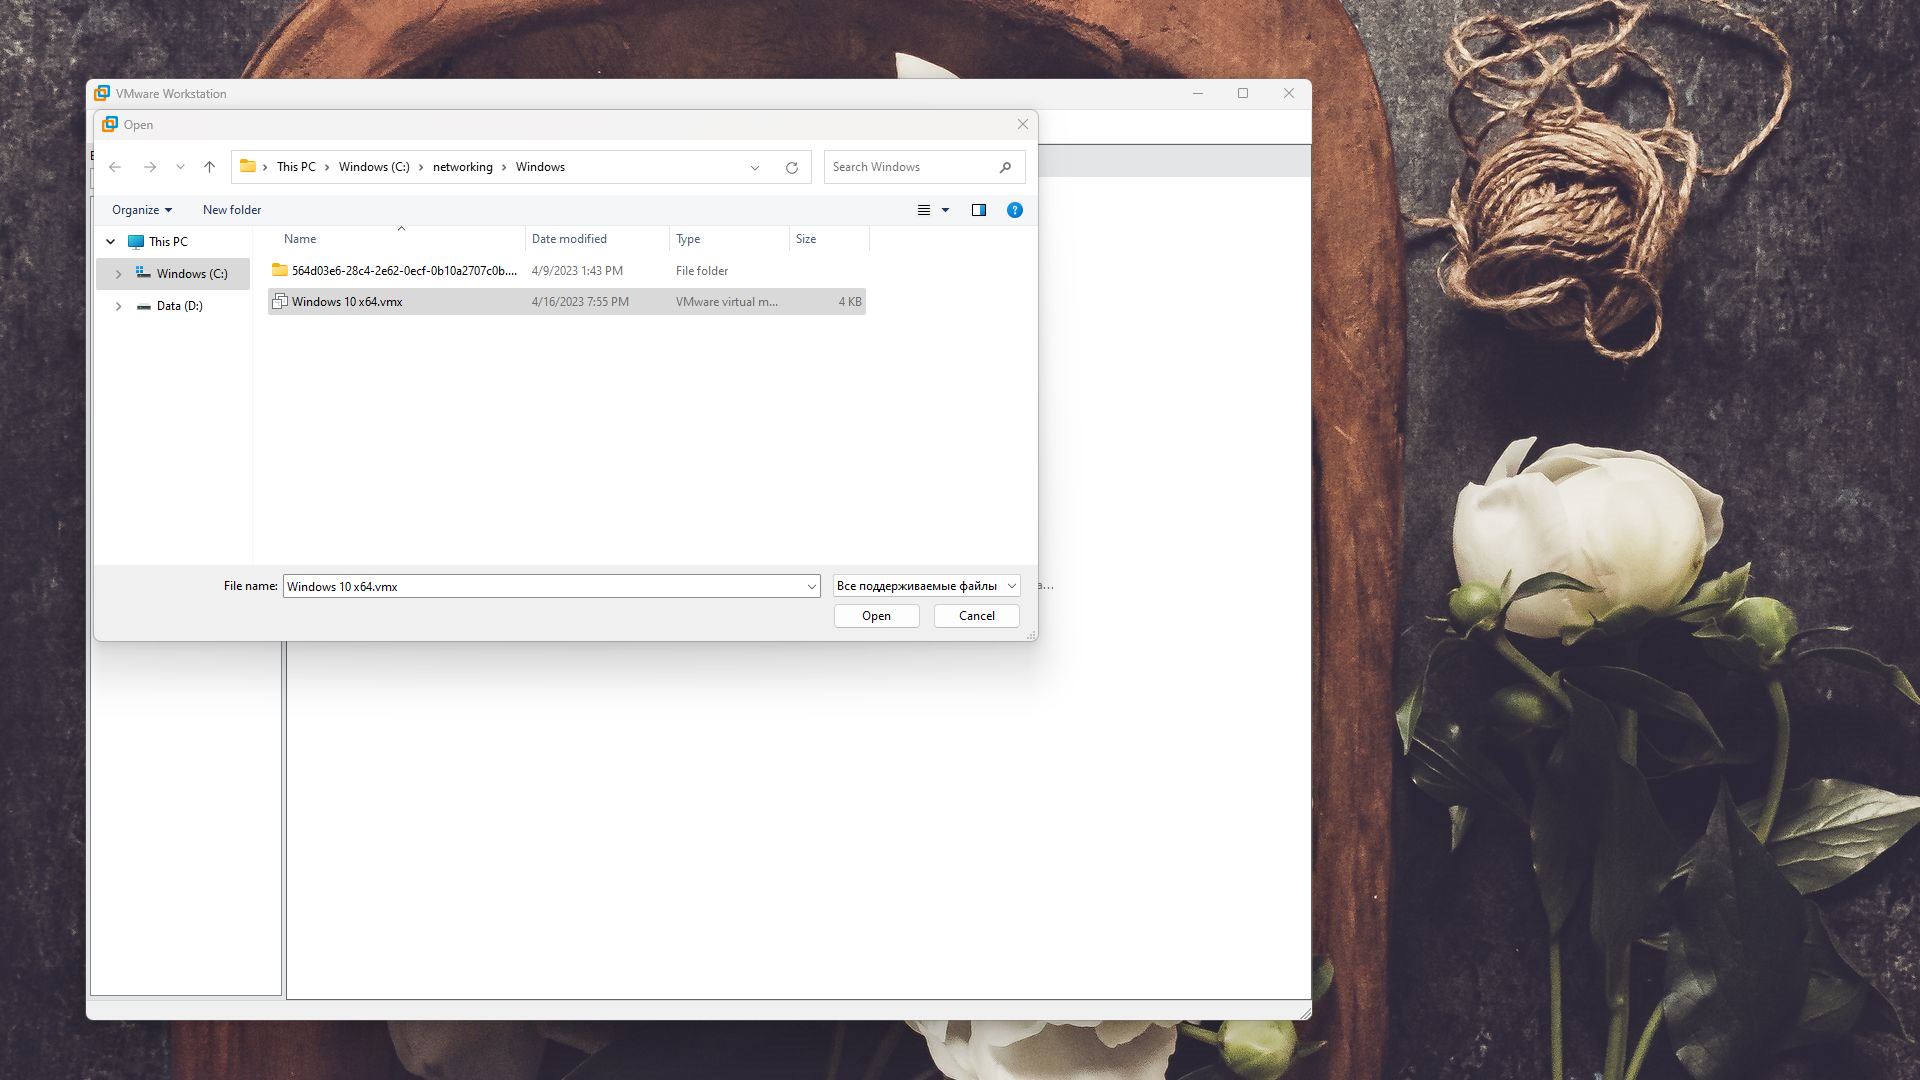 VMware Workstation
Open
This PC
Windows (C:)
networking
Windows
Search Windows
Organize
New folder
Name
Date modified
Type
Size
This PC
Windows (C:)
Data (D:)
564d03e6-28c4-2e62-0ecf-0b10a2707c0b....
4/9/2023 1:43 PM
File folder
Windows 10 x64.vmx
4/16/2023 7:55 PM
VMware virtual m...
4 KB
File name:
Windows 10 x64.vmx
Все поддерживаемые файлы
Open
Cancel